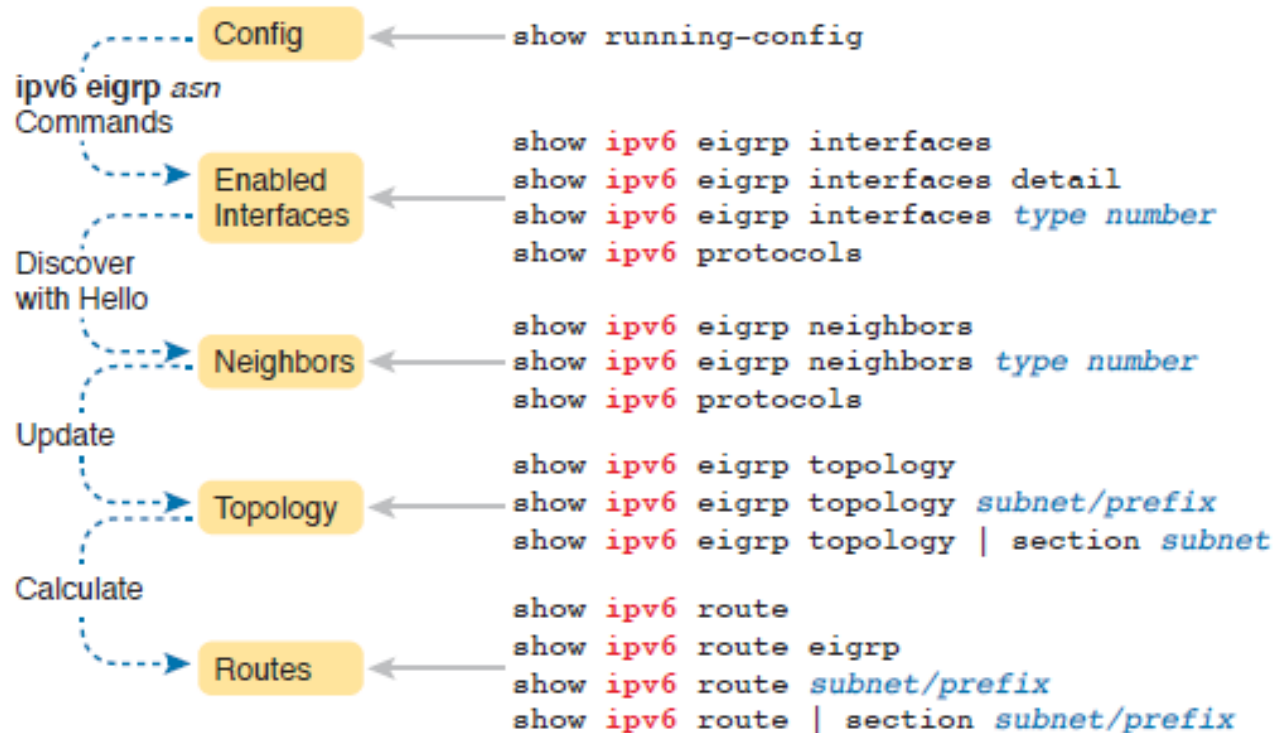 Config
show running-config
ipv6 eigrp asn
Commands
Enabled
Interfaces
show ipv6 eigrp interfaces
show ipv6 eigrp interfaces detail
show ipv6 eigrp interfaces type number
show ipv6 protocols
Discover
with Hello
Neighbors
show ipv6 eigrp neighbors
show ipv6 eigrp neighbors type number
show ipv6 protocols
Update
Topology
show ipv6 eigrp topology
show ipv6 eigrp topology subnet/prefix
show ipv6 eigrp topology | section subnet
Calculate
Routes
show ipv6 route
show ipv6 route eigrp
show ipv6 route subnet/prefix
show ipv6 route | section subnet/prefix